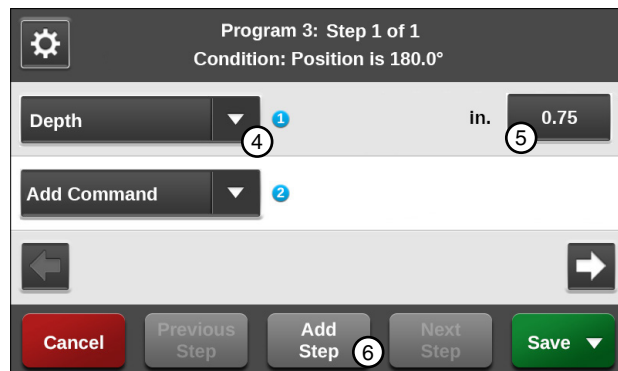 Program 3: Step 1 of 1
Condition: Position is 180.0°
Depth 4 1 in. 5 0.75
Add Command 2
Cancel
Previous Step
Add Step 6
Next Step
Save